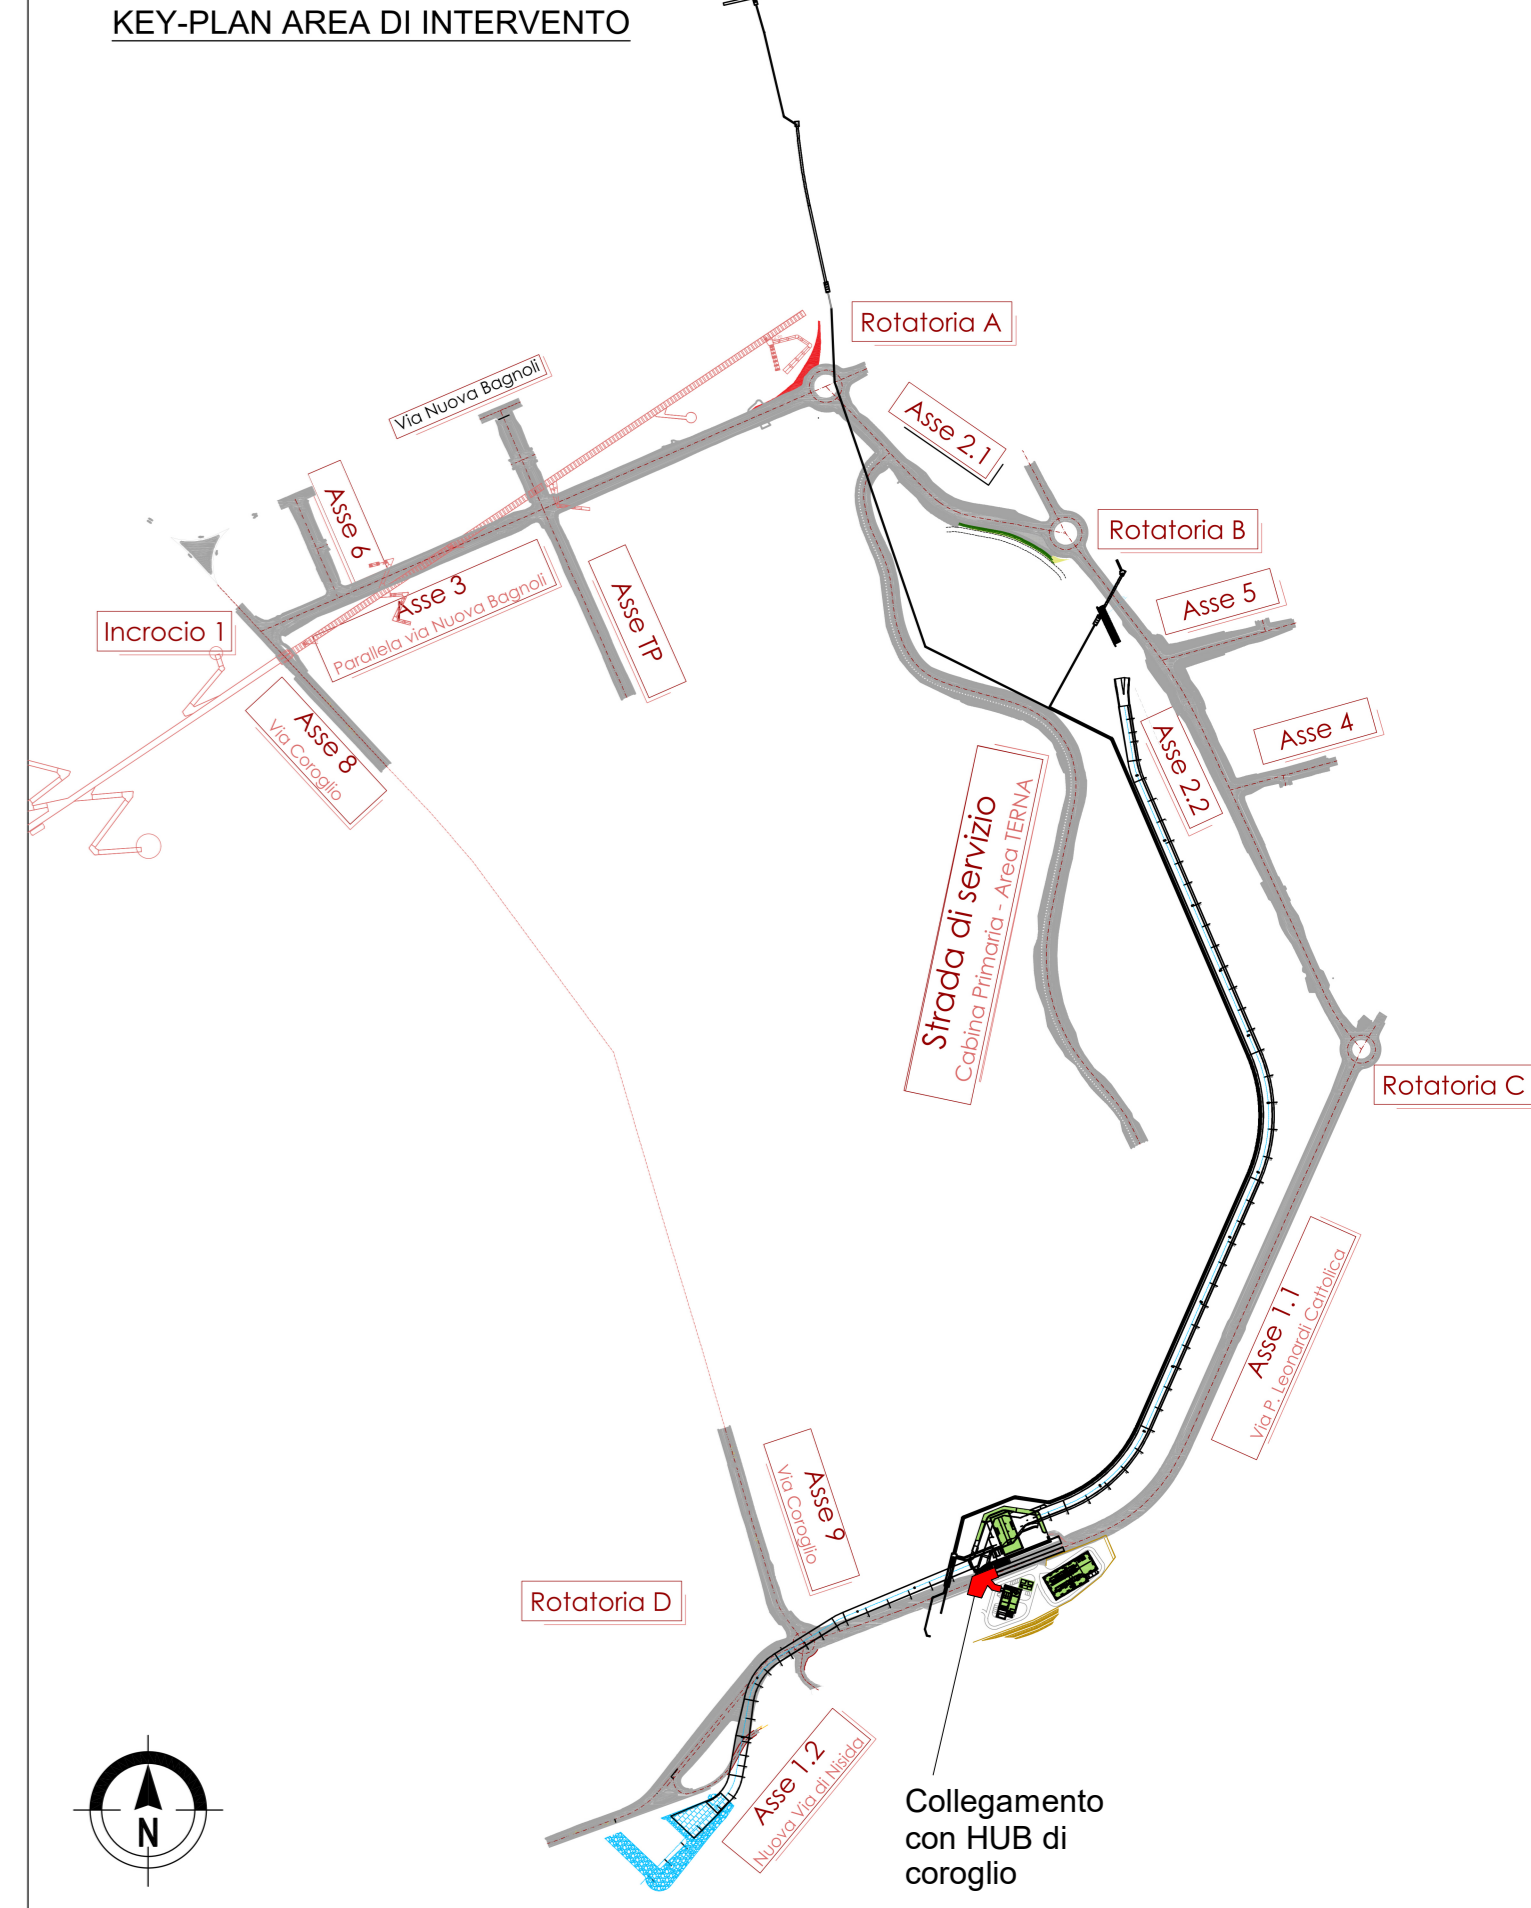 KEY-PLAN AREA DI INTERVENTO
Rotatoria A
Via Nuova Bagnoli
Asse 2.1
Asse 6
Rotatoria B
Asse 3
Parallela via Nuova Bagnoli
Asse TP
Asse 5
Incrocio 1
Asse 8
Via Coroglio
Asse 4
Asse 2.2
Strada di servizio
Cabina Primaria - Area TERNA
Rotatoria C
Asse 1.1
Via P. Leonardi Cattolica
Asse 9
Via Coroglio
Rotatoria D
Asse 1.2
Nuova Via di Nisida
Collegamento
con HUB di
coroglio
N